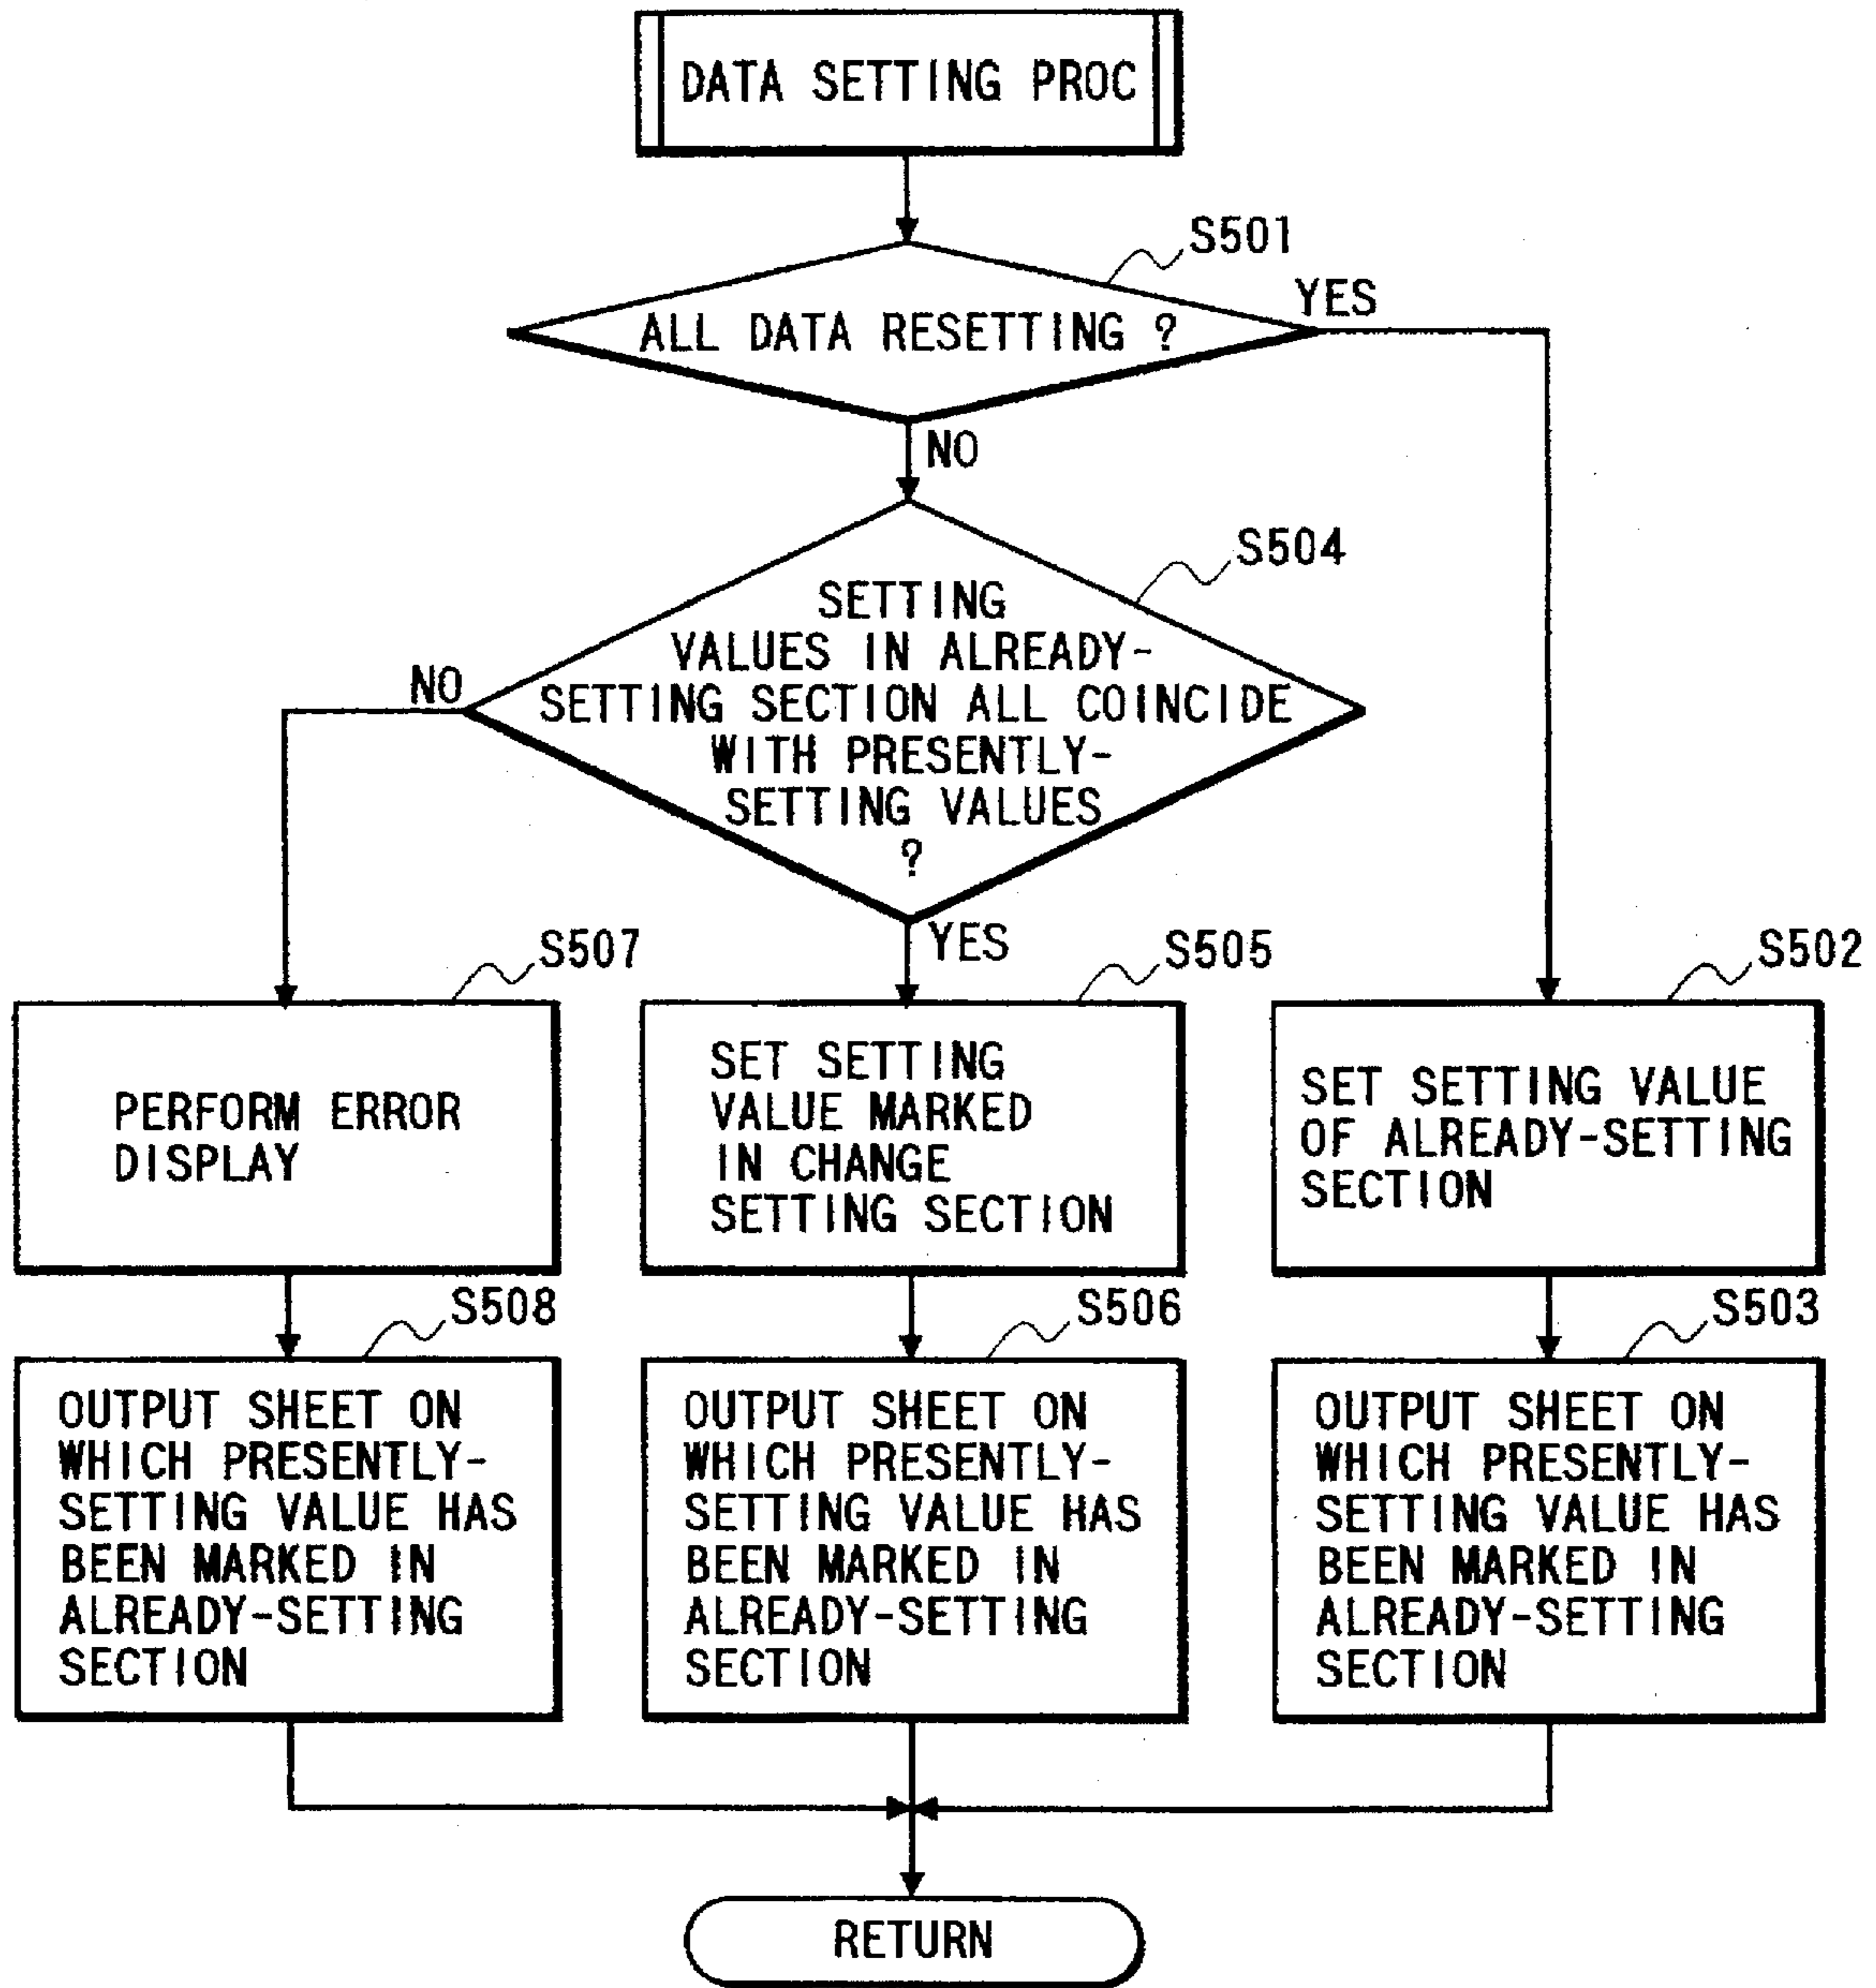 DATA SETTING PROC
S501
ALL DATA RESETTING ?
YES
NO
S504
SETTING
VALUES IN ALREADY-
SETTING SECTION ALL COINCIDE
WITH PRESENTLY-
SETTING VALUES
?
NO
YES
S507
PERFORM ERROR
DISPLAY
S505
SET SETTING
VALUE MARKED
IN CHANGE
SETTING SECTION
S502
SET SETTING VALUE
OF ALREADY-SETTING
SECTION
S508
OUTPUT SHEET ON
WHICH PRESENTLY-
SETTING VALUE HAS
BEEN MARKED IN
ALREADY-SETTING
SECTION
S506
OUTPUT SHEET ON
WHICH PRESENTLY-
SETTING VALUE HAS
BEEN MARKED IN
ALREADY-SETTING
SECTION
S503
OUTPUT SHEET ON
WHICH PRESENTLY-
SETTING VALUE HAS
BEEN MARKED IN
ALREADY-SETTING
SECTION
RETURN